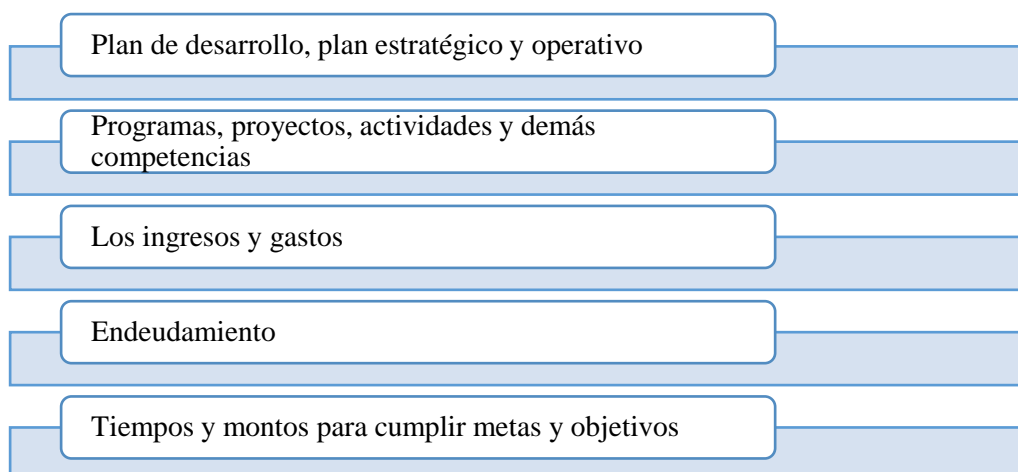 Plan de desarrollo, plan estratégico y operativo
Programas, proyectos, actividades y demás
competencias
Los ingresos y gastos
Endeudamiento
Tiempos y montos para cumplir metas y objetivos